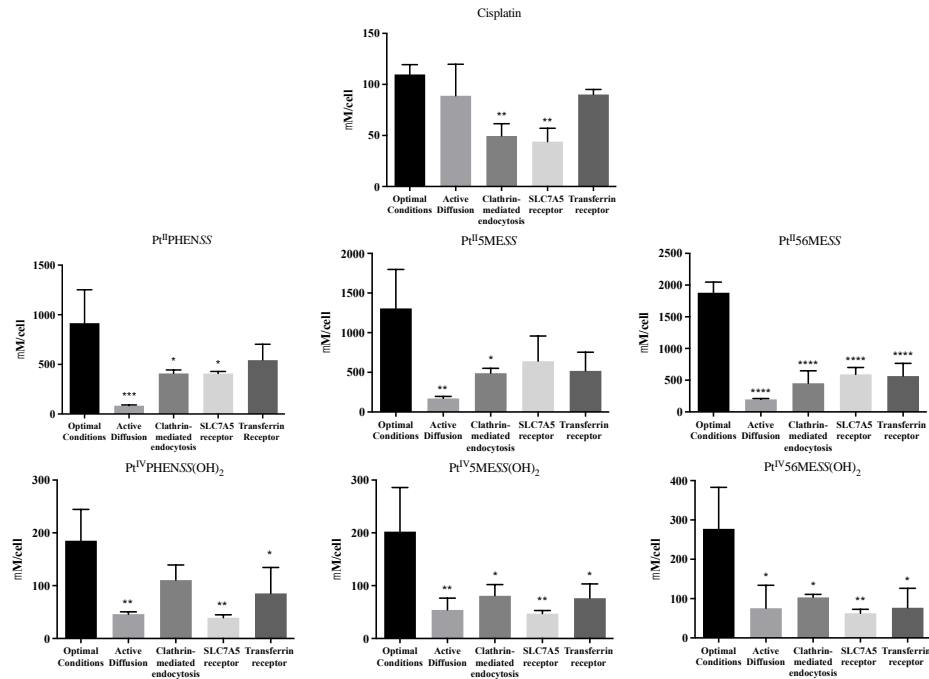 Cisplatin
mM/cell
150
100
50
0
**
**
Optimal
Conditions
Active
Diffusion
Clathrin-
mediated
endocytosis
SLC7A5
receptor
Transferrin
receptor
PtIIPHENSS
mM/cell
1500
1000
500
0
***
*
*
Optimal
Conditions
Active
Diffusion
Clathrin-
mediated
endocytosis
SLC7A5
receptor
Transferrin
Receptor
PtII5MESS
mM/cell
2000
1500
1000
500
0
**
*
Optimal
Conditions
Active
Diffusion
Clathrin-
mediated
endocytosis
SLC7A5
receptor
Transferrin
receptor
PtII56MESS
mM/cell
2500
2000
1500
1000
500
0
****
****
****
****
Optimal
Conditions
Active
Diffusion
Clathrin-
mediated
endocytosis
SLC7A5
receptor
Transferrin
receptor
PtIVPHENSS(OH)2
mM/cell
300
200
100
0
**
**
*
Optimal
Conditions
Active
Diffusion
Clathrin-
mediated
endocytosis
SLC7A5
receptor
Transferrin
receptor
PtIV5MESS(OH)2
mM/cell
300
200
100
0
**
*
**
*
Optimal
Conditions
Active
Diffusion
Clathrin-
mediated
endocytosis
SLC7A5
receptor
Transferrin
receptor
PtIV56MESS(OH)2
mM/cell
400
300
200
100
0
*
*
**
*
Optimal
Conditions
Active
Diffusion
Clathrin-
mediated
endocytosis
SLC7A5
receptor
Transferrin
receptor